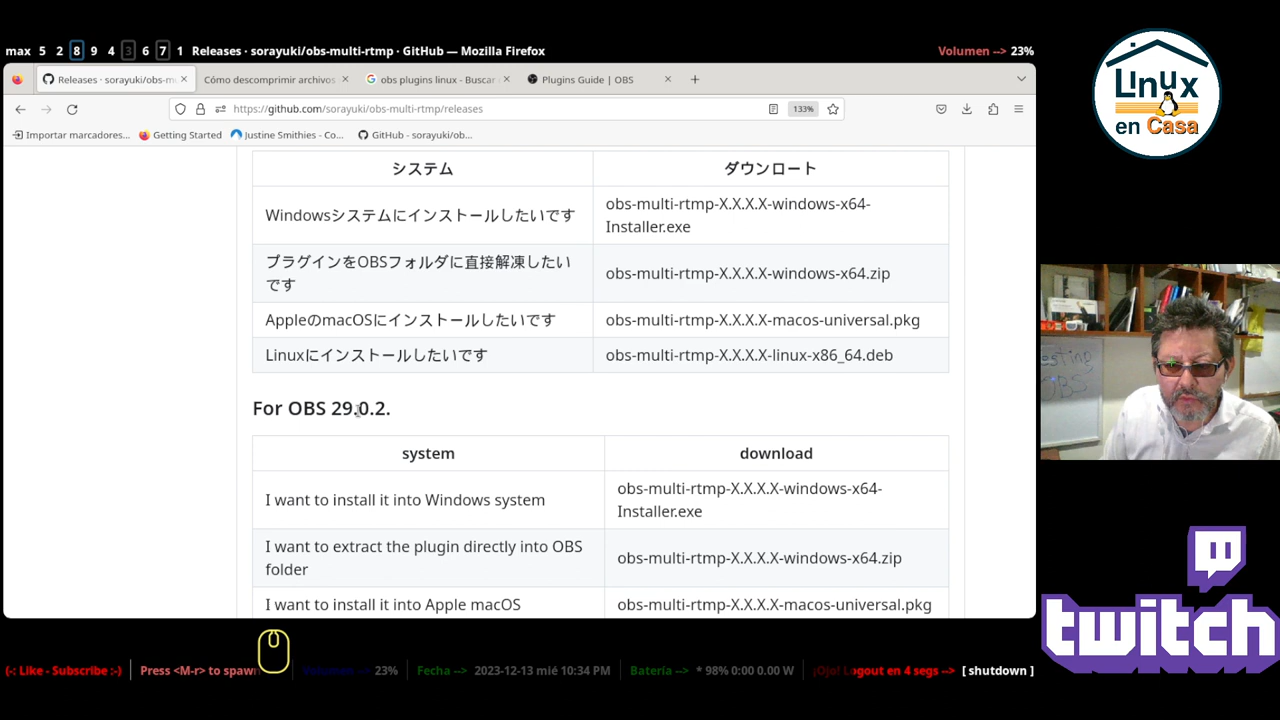 max 5 2 8 9 4 3 6 7 1 Releases · sorayuki/obs-multi-rtmp · GitHub — Mozilla Firefox
Volumen --> 23%
Releases · sorayuki/obs-m
Cómo descomprimir archivos
obs plugins linux - Buscar
Plugins Guide | OBS
https://github.com/sorayuki/obs-multi-rtmp/releases
133%
Importar marcadores...
Getting Started
Justine Smithies - Co...
GitHub - sorayuki/ob...
システム
ダウンロート
Windowsシステムにインストールしたいです
obs-multi-rtmp-X.X.X.X-windows-x64-
Installer.exe
プラグインをOBSフォルダに直接解凍したい
です
obs-multi-rtmp-X.X.X.X-windows-x64.zip
AppleのmacOSにインストールしたいです
obs-multi-rtmp-X.X.X.X-macos-universal.pkg
Linuxにインストールしたいです
obs-multi-rtmp-X.X.X.X-linux-x86_64.deb
For OBS 29.0.2.
system
download
I want to install it into Windows system
obs-multi-rtmp-X.X.X.X-windows-x64-
Installer.exe
I want to extract the plugin directly into OBS
folder
obs-multi-rtmp-X.X.X.X-windows-x64.zip
I want to install it into Apple macOS
obs-multi-rtmp-X.X.X.X-macos-universal.pkg
Linux
en Casa
OBS
twitch
(-: Like - Subscribe :-)
Press <M-r> to spawn
Volumen --> 23%
Fecha --> 2023-12-13 mié 10:34 PM
Batería --> * 98% 0:00 0.00 W
¡Ojo! Logout en 4 segs -->
[ shutdown ]